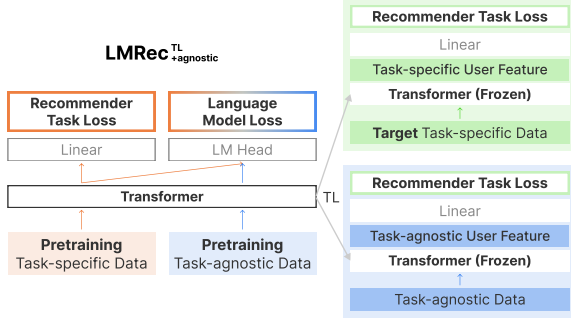 LMRec TL +agnostic
Recommender
Task Loss
Language
Model Loss
Linear
LM Head
Transformer
Pretraining
Task-specific Data
Pretraining
Task-agnostic Data
TL
Recommender Task Loss
Linear
Task-specific User Feature
Transformer (Frozen)
Target Task-specific Data
Recommender Task Loss
Linear
Task-agnostic User Feature
Transformer (Frozen)
Task-agnostic Data